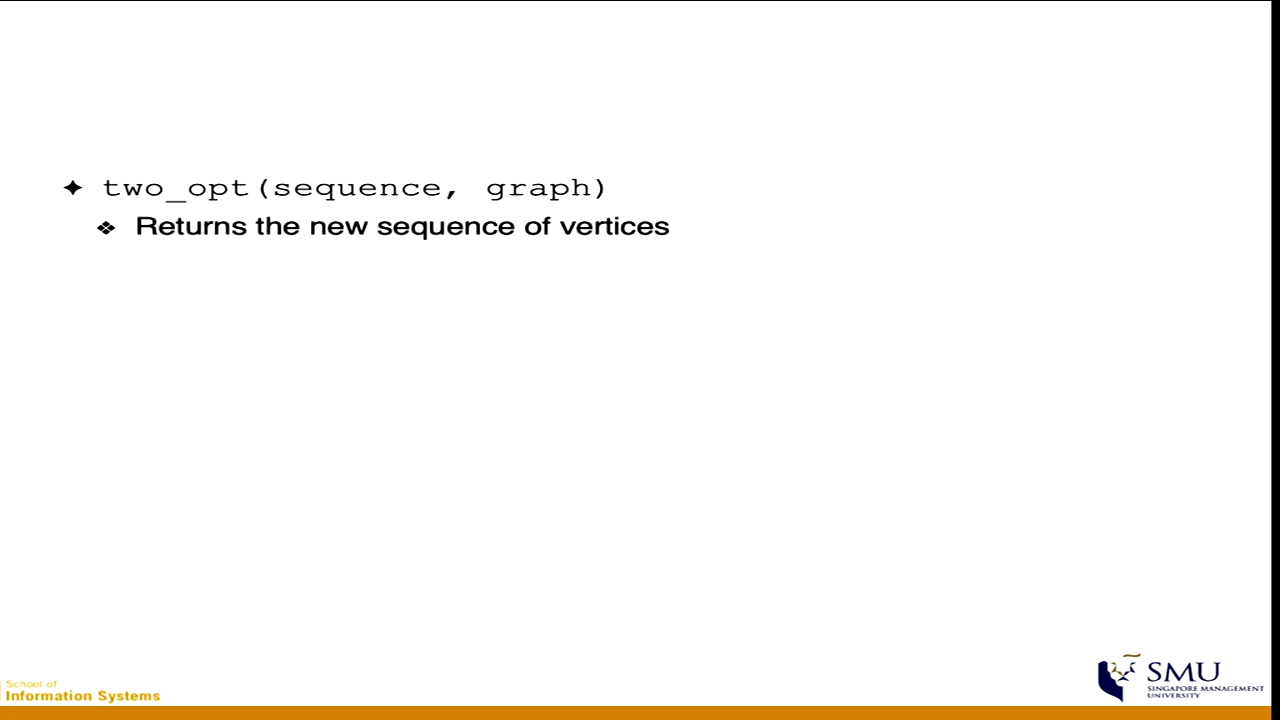 two_opt(sequence, graph)
Returns the new sequence of vertices
School of
Information Systems
SMU
SINGAPORE MANAGEMENT
UNIVERSITY